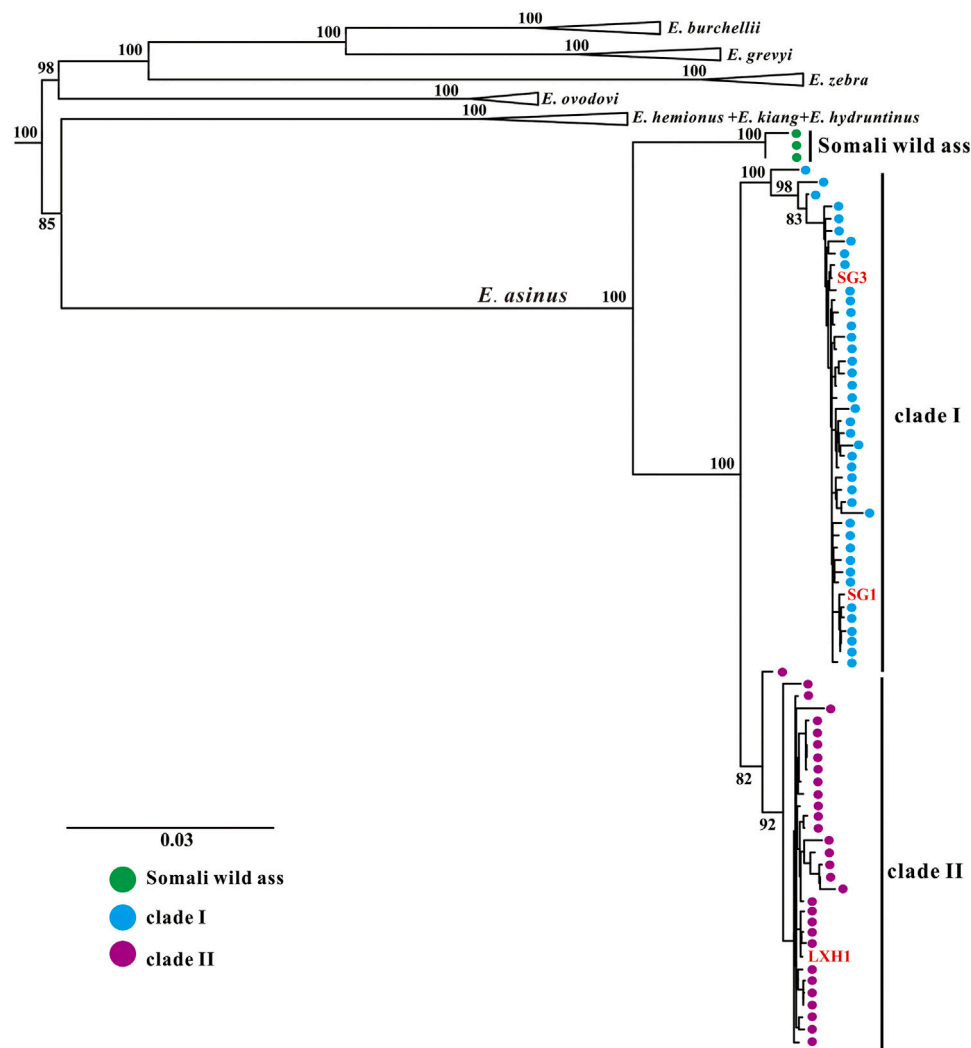 100
E. burchellii
100
100
100
E. grevyi
100
E. zebra
98
100
E. ovodovi
100
E. hemionus +E. kiang+E. hydruntinus
100
100
Somali wild ass
100
98
83
85
SG3
E. asinus
100
clade I
100
SG1
82
92
0.03
clade II
Somali wild ass
clade I
clade II
LXH1